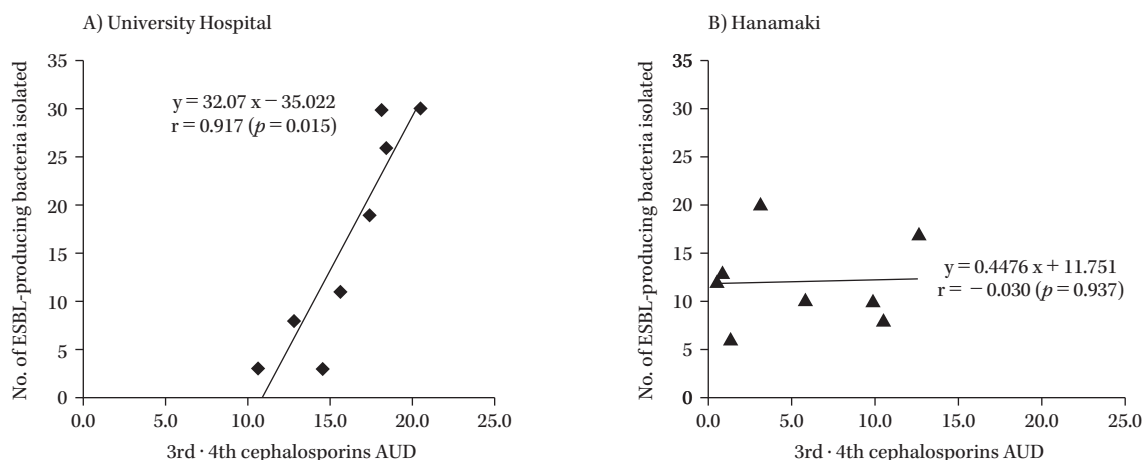 A) University Hospital
No. of ESBL-producing bacteria isolated
35
30
25
20
15
10
5
0
y = 32.07 x − 35.022
r = 0.917 (p = 0.015)
0.0 5.0 10.0 15.0 20.0 25.0
3rd · 4th cephalosporins AUD
B) Hanamaki
No. of ESBL-producing bacteria isolated
35
30
25
20
15
10
5
0
y = 0.4476 x + 11.751
r = −0.030 (p = 0.937)
0.0 5.0 10.0 15.0 20.0 25.0
3rd · 4th cephalosporins AUD